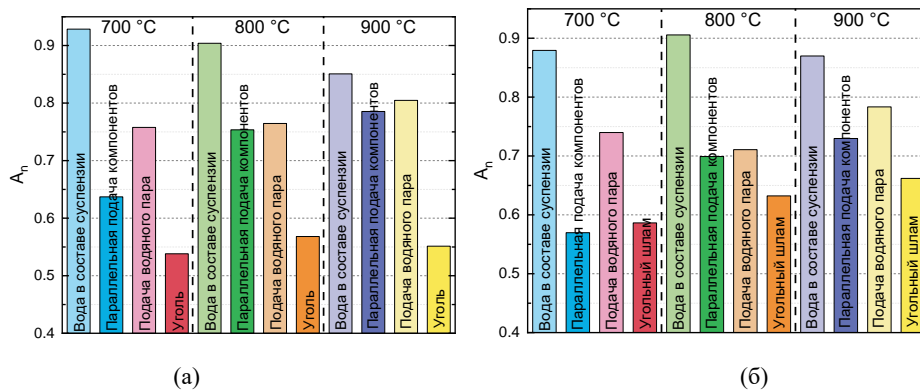 700 °C 800 °C 900 °C
0.9
0.8
0.7
0.6
0.5
0.4
Aп
Вода в составе суспензии
Параллельная подача компонентов
Подача водяного пара
Уголь
Вода в составе суспензии
Параллельная подача компонентов
Подача водяного пара
Уголь
Вода в составе суспензии
Параллельная подача компонентов
Подача водяного пара
Уголь
(а)
700 °C 800 °C 900 °C
0.9
0.8
0.7
0.6
0.5
0.4
Aп
Вода в составе суспензии
Параллельная подача компонентов
Подача водяного пара
Угольный шлам
Вода в составе суспензии
Параллельная подача компонентов
Подача водяного пара
Угольный шлам
Вода в составе суспензии
Параллельная подача компонентов
Подача водяного пара
Угольный шлам
(б)